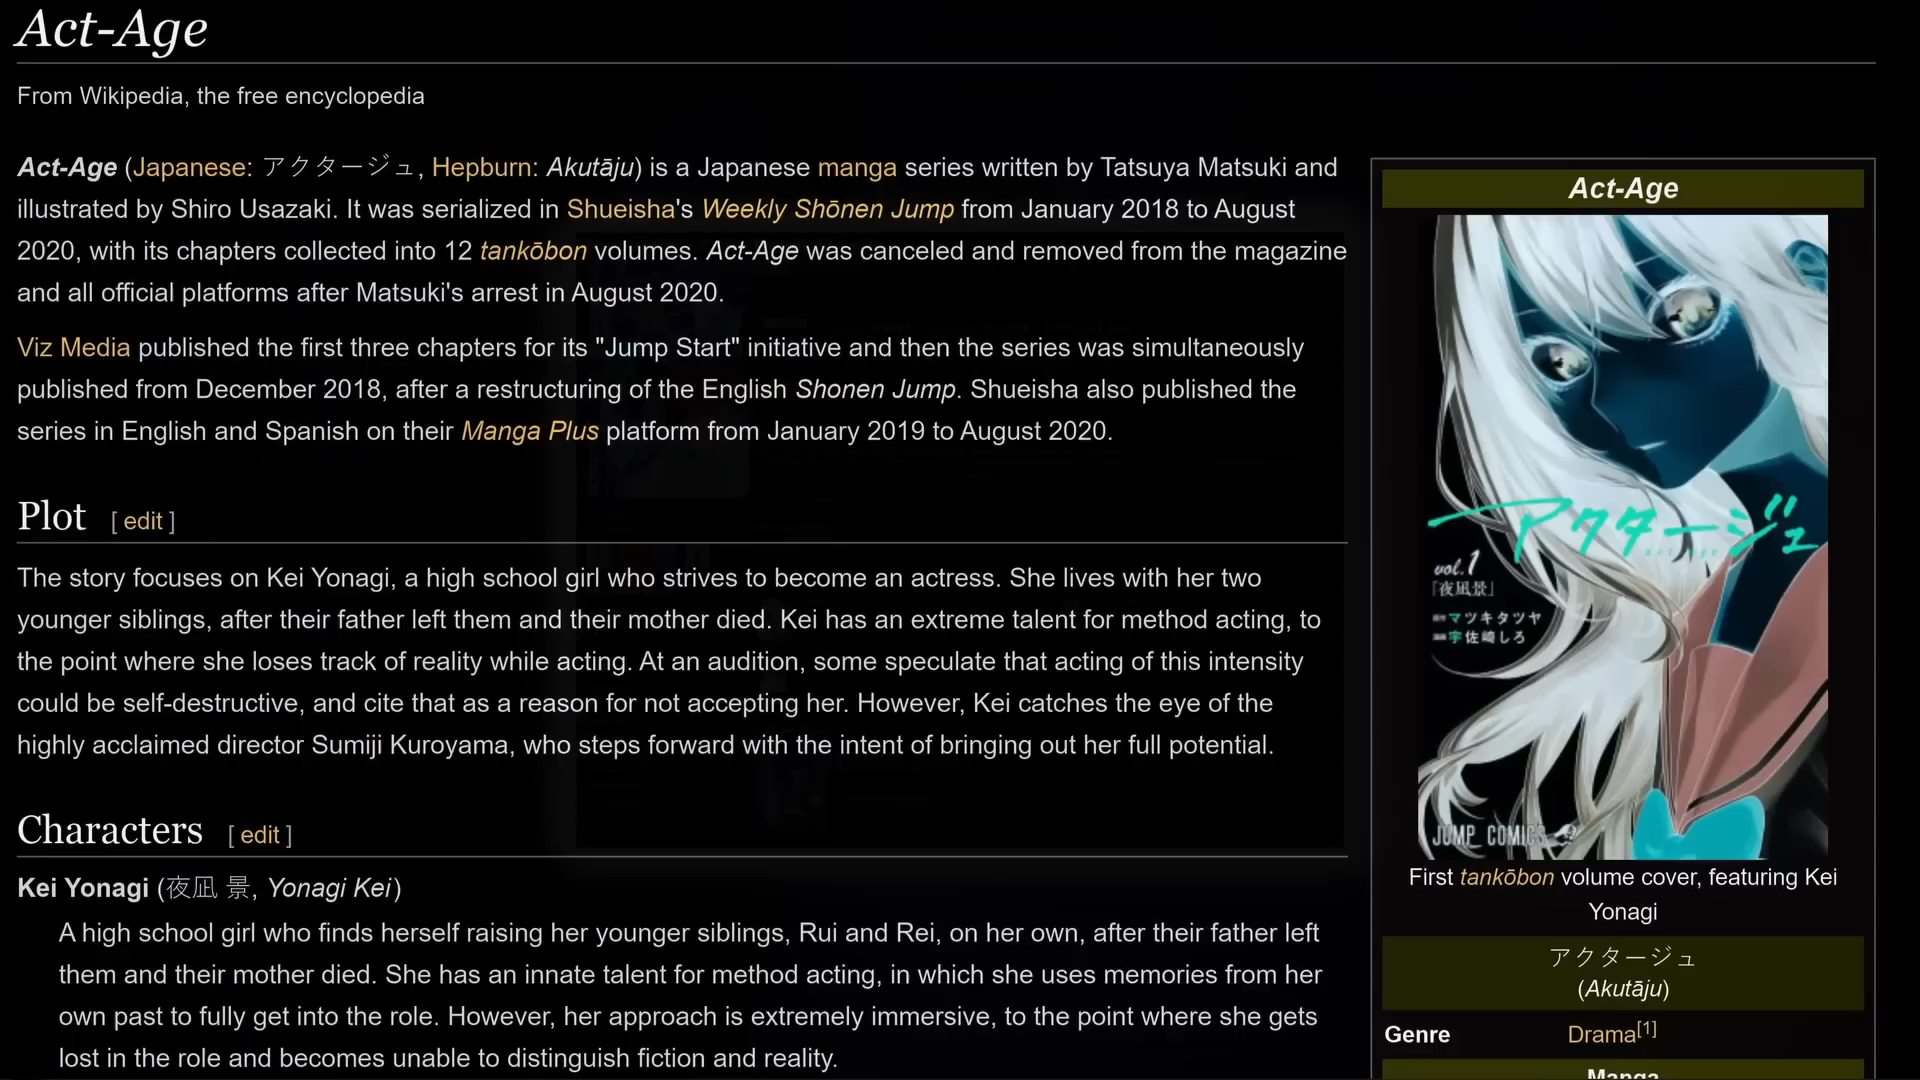 Act-Age
From Wikipedia, the free encyclopedia
Act-Age (Japanese: アクタージュ, Hepburn: Akutāju) is a Japanese manga series written by Tatsuya Matsuki and
illustrated by Shiro Usazaki. It was serialized in Shueisha's Weekly Shōnen Jump from January 2018 to August
2020, with its chapters collected into 12 tankōbon volumes. Act-Age was canceled and removed from the magazine
and all official platforms after Matsuki's arrest in August 2020.
Viz Media published the first three chapters for its "Jump Start" initiative and then the series was simultaneously
published from December 2018, after a restructuring of the English Shonen Jump. Shueisha also published the
series in English and Spanish on their Manga Plus platform from January 2019 to August 2020.
Plot [ edit ]
The story focuses on Kei Yonagi, a high school girl who strives to become an actress. She lives with her two
younger siblings, after their father left them and their mother died. Kei has an extreme talent for method acting, to
the point where she loses track of reality while acting. At an audition, some speculate that acting of this intensity
could be self-destructive, and cite that as a reason for not accepting her. However, Kei catches the eye of the
highly acclaimed director Sumiji Kuroyama, who steps forward with the intent of bringing out her full potential.
Characters [ edit ]
Kei Yonagi (夜凪 景, Yonagi Kei)
A high school girl who finds herself raising her younger siblings, Rui and Rei, on her own, after their father left
them and their mother died. She has an innate talent for method acting, in which she uses memories from her
own past to fully get into the role. However, her approach is extremely immersive, to the point where she gets
lost in the role and becomes unable to distinguish fiction and reality.
Act-Age
アクタージュ
vol.1
「夜凪景」
マツキタツヤ
宇佐崎しろ
JUMP COMICS
First tankōbon volume cover, featuring Kei
Yonagi
アクタージュ
(Akutāju)
Genre Drama[1]
Manga